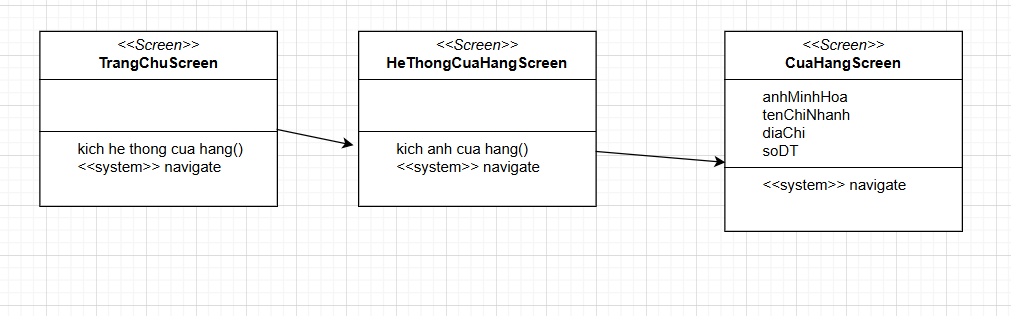 <<Screen>>
TrangChuScreen
kich he thong cua hang()
<<system>> navigate
<<Screen>>
HeThongCuaHangScreen
kich anh cua hang()
<<system>> navigate
<<Screen>>
CuaHangScreen
anhMinhHoa
tenChiNhanh
diaChi
soDT
<<system>> navigate